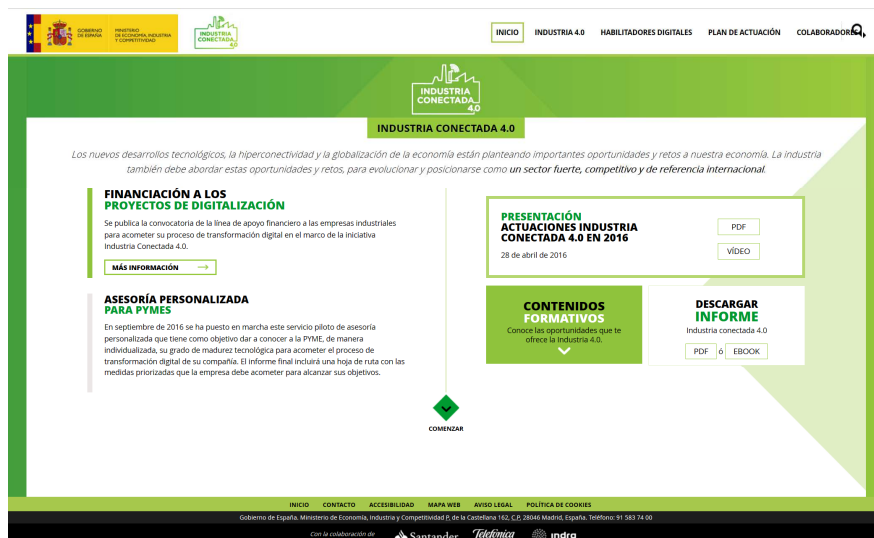 GOBIERNO
DE ESPAÑA
MINISTERIO
DE ECONOMÍA, INDUSTRIA
Y COMPETITIVIDAD
INDUSTRIA
CONECTADA
4.0
INICIO
INDUSTRIA 4.0
HABILITADORES DIGITALES
PLAN DE ACTUACIÓN
COLABORADORES
INDUSTRIA
CONECTADA
4.0
INDUSTRIA CONECTADA 4.0
Los nuevos desarrollos tecnológicos, la hiperconectividad y la globalización de la economía están planteando importantes oportunidades y retos a nuestra economía. La industria
también debe abordar estas oportunidades y retos, para evolucionar y posicionarse como un sector fuerte, competitivo y de referencia internacional.
FINANCIACIÓN A LOS
PROYECTOS DE DIGITALIZACIÓN
Se publica la convocatoria de la línea de apoyo financiero a las empresas industriales
para acometer su proceso de transformación digital en el marco de la iniciativa
Industria Conectada 4.0.
MÁS INFORMACIÓN
ASESORÍA PERSONALIZADA
PARA PYMES
En septiembre de 2016 se ha puesto en marcha este servicio piloto de asesoría
personalizada que tiene como objetivo dar a conocer a la PYME, de manera
individualizada, su grado de madurez tecnológica para acometer el proceso de
transformación digital de su compañía. El informe final incluirá una hoja de ruta con las
medidas priorizadas que la empresa debe acometer para alcanzar sus objetivos.
PRESENTACIÓN
ACTUACIONES INDUSTRIA
CONECTADA 4.0 EN 2016
28 de abril de 2016
PDF
VÍDEO
CONTENIDOS
FORMATIVOS
Conoce las oportunidades que te
ofrece la Industria 4.0.
DESCARGAR
INFORME
Industria conectada 4.0
PDF ó EBOOK
COMENZAR
INICIO CONTACTO ACCESIBILIDAD MAPA WEB AVISO LEGAL POLÍTICA DE COOKIES
Gobierno de España. Ministerio de Economía, Industria y Competitividad P. de la Castellana 162, C.P. 28046 Madrid, España. Teléfono: 91 583 74 00
Con la colaboración de Santander Telefónica indra